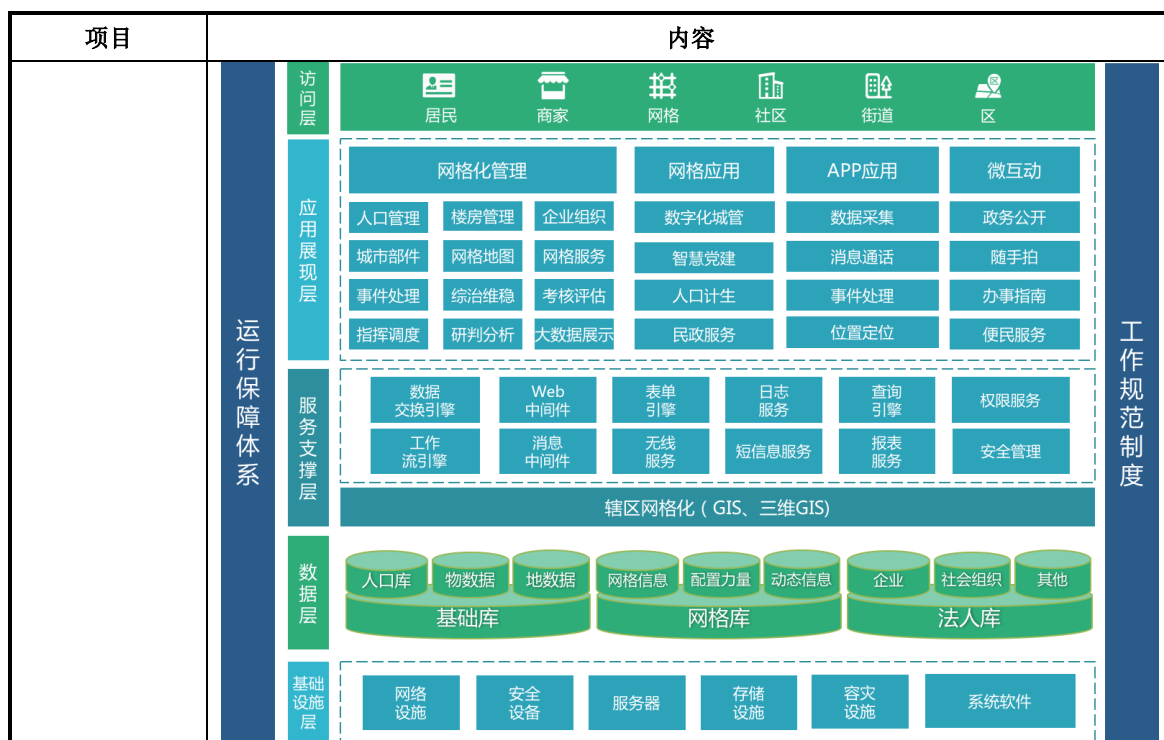 项目
内容
运行保障体系
工作规范制度
访问层
居民
商家
网格
社区
街道
区
应用展现层
网格化管理
网格应用
APP应用
微互动
人口管理
楼房管理
企业组织
数字化城管
数据采集
政务公开
城市部件
网格地图
网格服务
智慧党建
消息通话
随手拍
事件处理
综治维稳
考核评估
人口计生
事件处理
办事指南
指挥调度
研判分析
大数据展示
民政服务
位置定位
便民服务
服务支撑层
数据
交换引擎
Web
中间件
表单
引擎
日志
服务
查询
引擎
权限服务
工作
流引擎
消息
中间件
无线
服务
短信息服务
报表
服务
安全管理
辖区网格化 ( GIS、三维GIS)
数据层
人口库
物数据
地数据
网格信息
配置力量
动态信息
企业
社会组织
其他
基础库
网格库
法人库
基础
设施
层
网络
设施
安全
设备
服务器
存储
设施
容灾
设施
系统软件